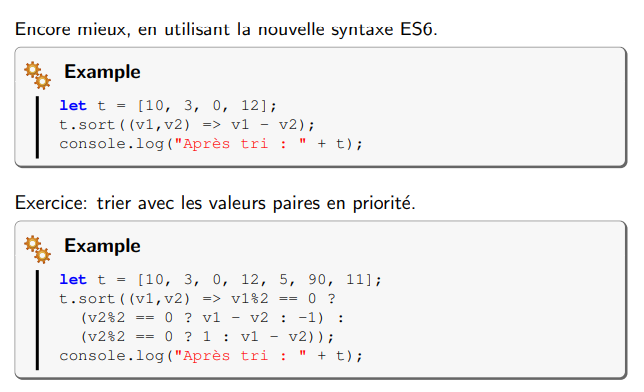 Encore mieux, en utilisant la nouvelle syntaxe ES6.
Example
let t = [10, 3, 0, 12];
t.sort((v1,v2) => v1 - v2);
console.log("Après tri : " + t);
Exercice: trier avec les valeurs paires en priorité.
Example
let t = [10, 3, 0, 12, 5, 90, 11];
t.sort((v1,v2) => v1%2 == 0 ?
(v2%2 == 0 ? v1 - v2 : -1) :
(v2%2 == 0 ? 1 : v1 - v2));
console.log("Après tri : " + t);